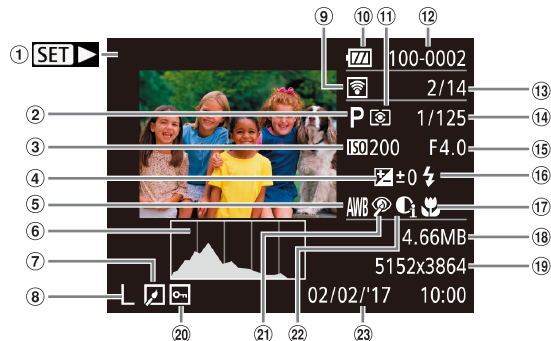 ⑨ ⑩ ⑪ ⑫
① SET 100-0002
2/14 ⑬
② P 1/125 ⑭
③ ISO 200 F4.0 ⑮
④ ±0 ⑯
⑤ AWB i ⑰
⑥ 4.66MB ⑱
⑦ 5152x3864 ⑲
⑧ L 02/02/'17 10:00
⑳ ㉑ ㉒ ㉓